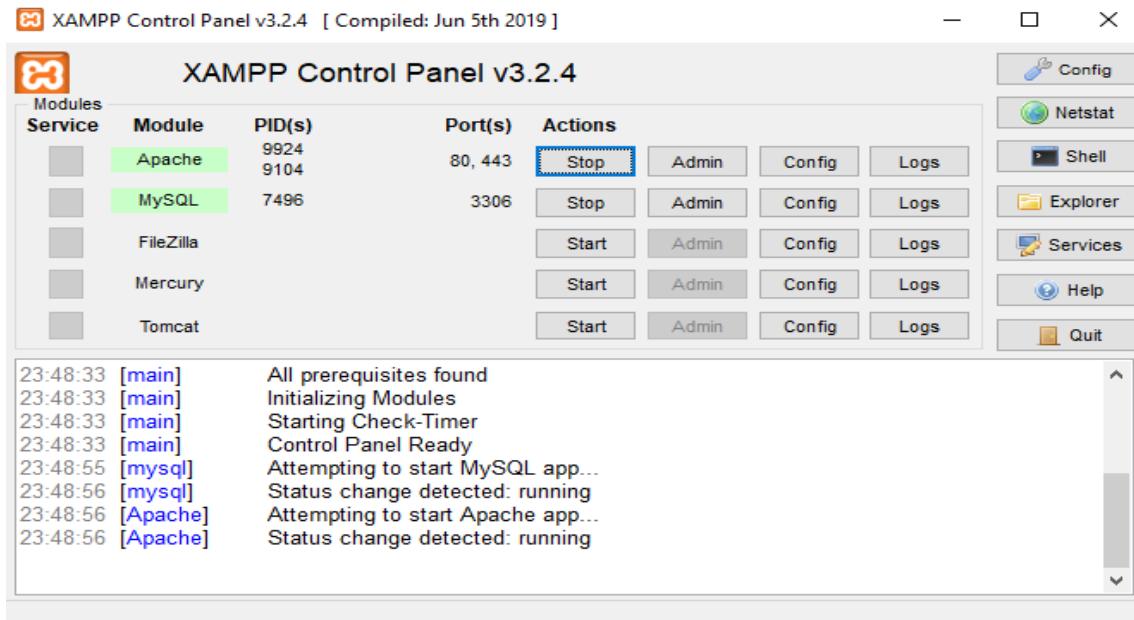 XAMPP Control Panel v3.2.4 [ Compiled: Jun 5th 2019 ]
XAMPP Control Panel v3.2.4
Config
Modules
Service Module PID(s) Port(s) Actions
Netstat
Apache 9924 9104 80, 443 Stop Admin Config Logs
Shell
MySQL 7496 3306 Stop Admin Config Logs
Explorer
FileZilla Start Admin Config Logs
Services
Mercury Start Admin Config Logs
Help
Tomcat Start Admin Config Logs
Quit
23:48:33 [main] All prerequisites found
23:48:33 [main] Initializing Modules
23:48:33 [main] Starting Check-Timer
23:48:33 [main] Control Panel Ready
23:48:55 [mysql] Attempting to start MySQL app...
23:48:56 [mysql] Status change detected: running
23:48:56 [Apache] Attempting to start Apache app...
23:48:56 [Apache] Status change detected: running